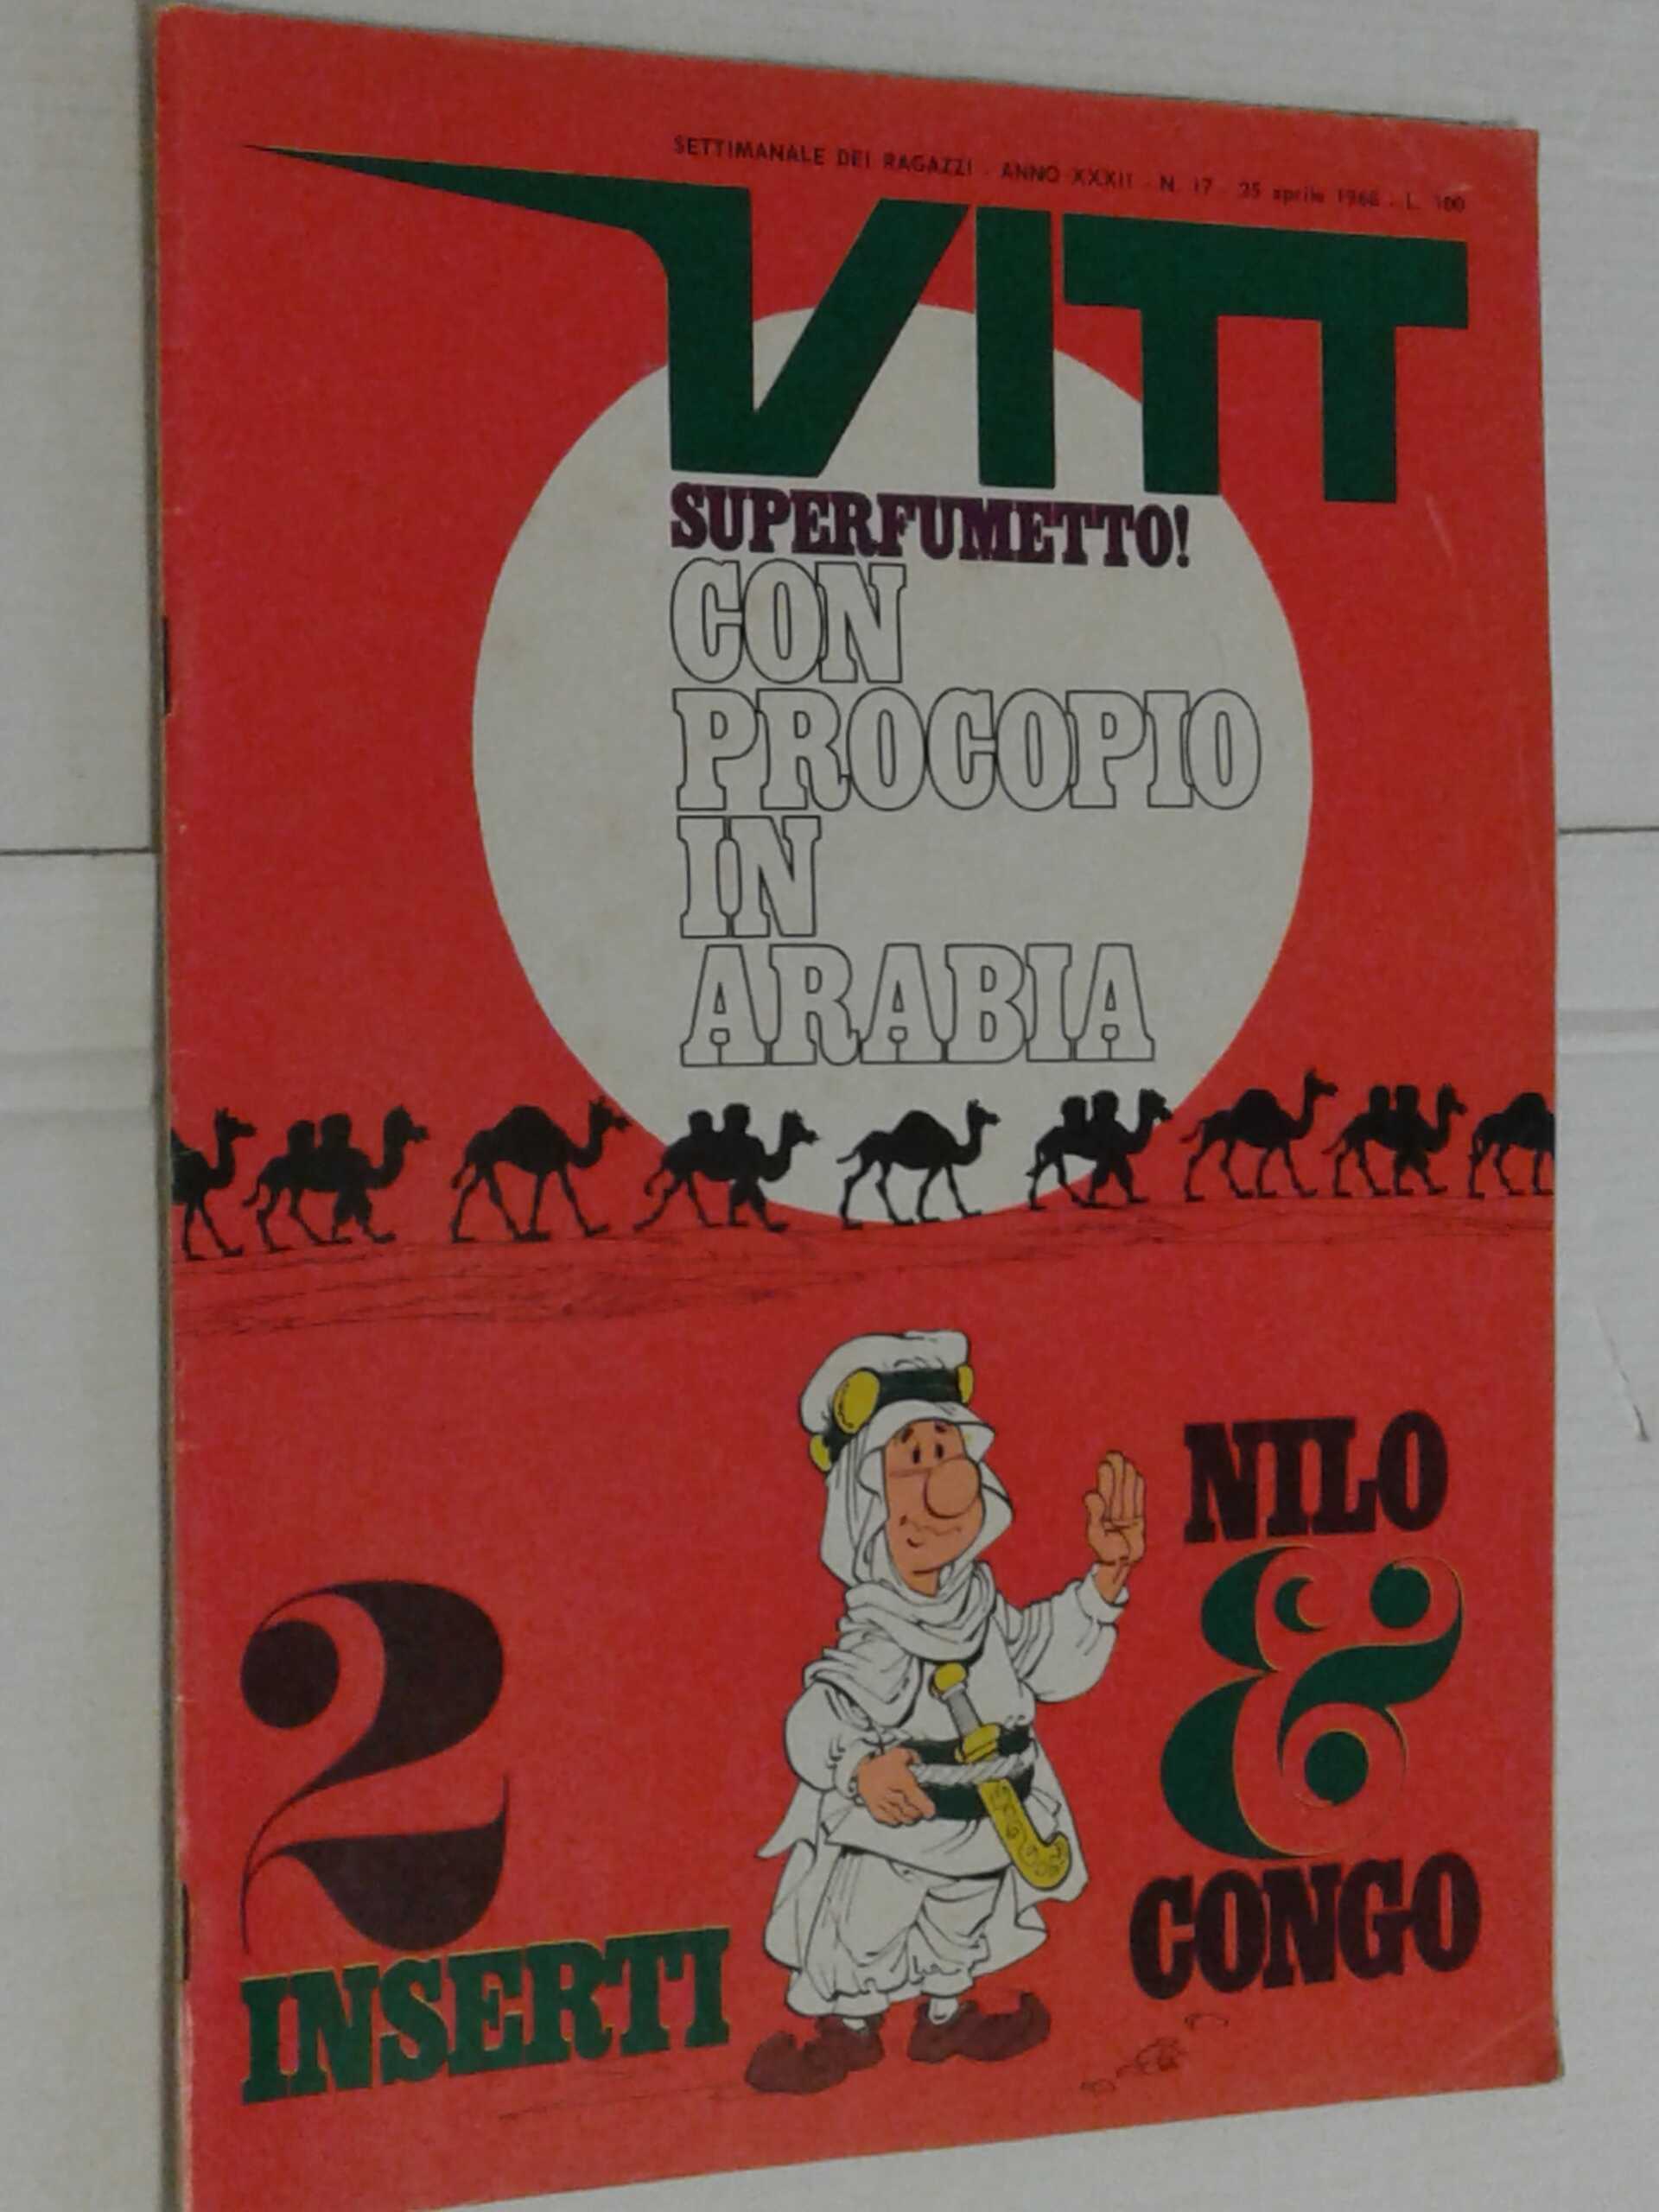 SETTIMANALE DEI RAGAZZI - ANNO XXXII - N. 17 - 25 aprile 1968 - L. 100
VITT
SUPERFUMETTO!
CON
PROCOPIO
IN
ARABIA
2
INSERTI
NILO
&
CONGO